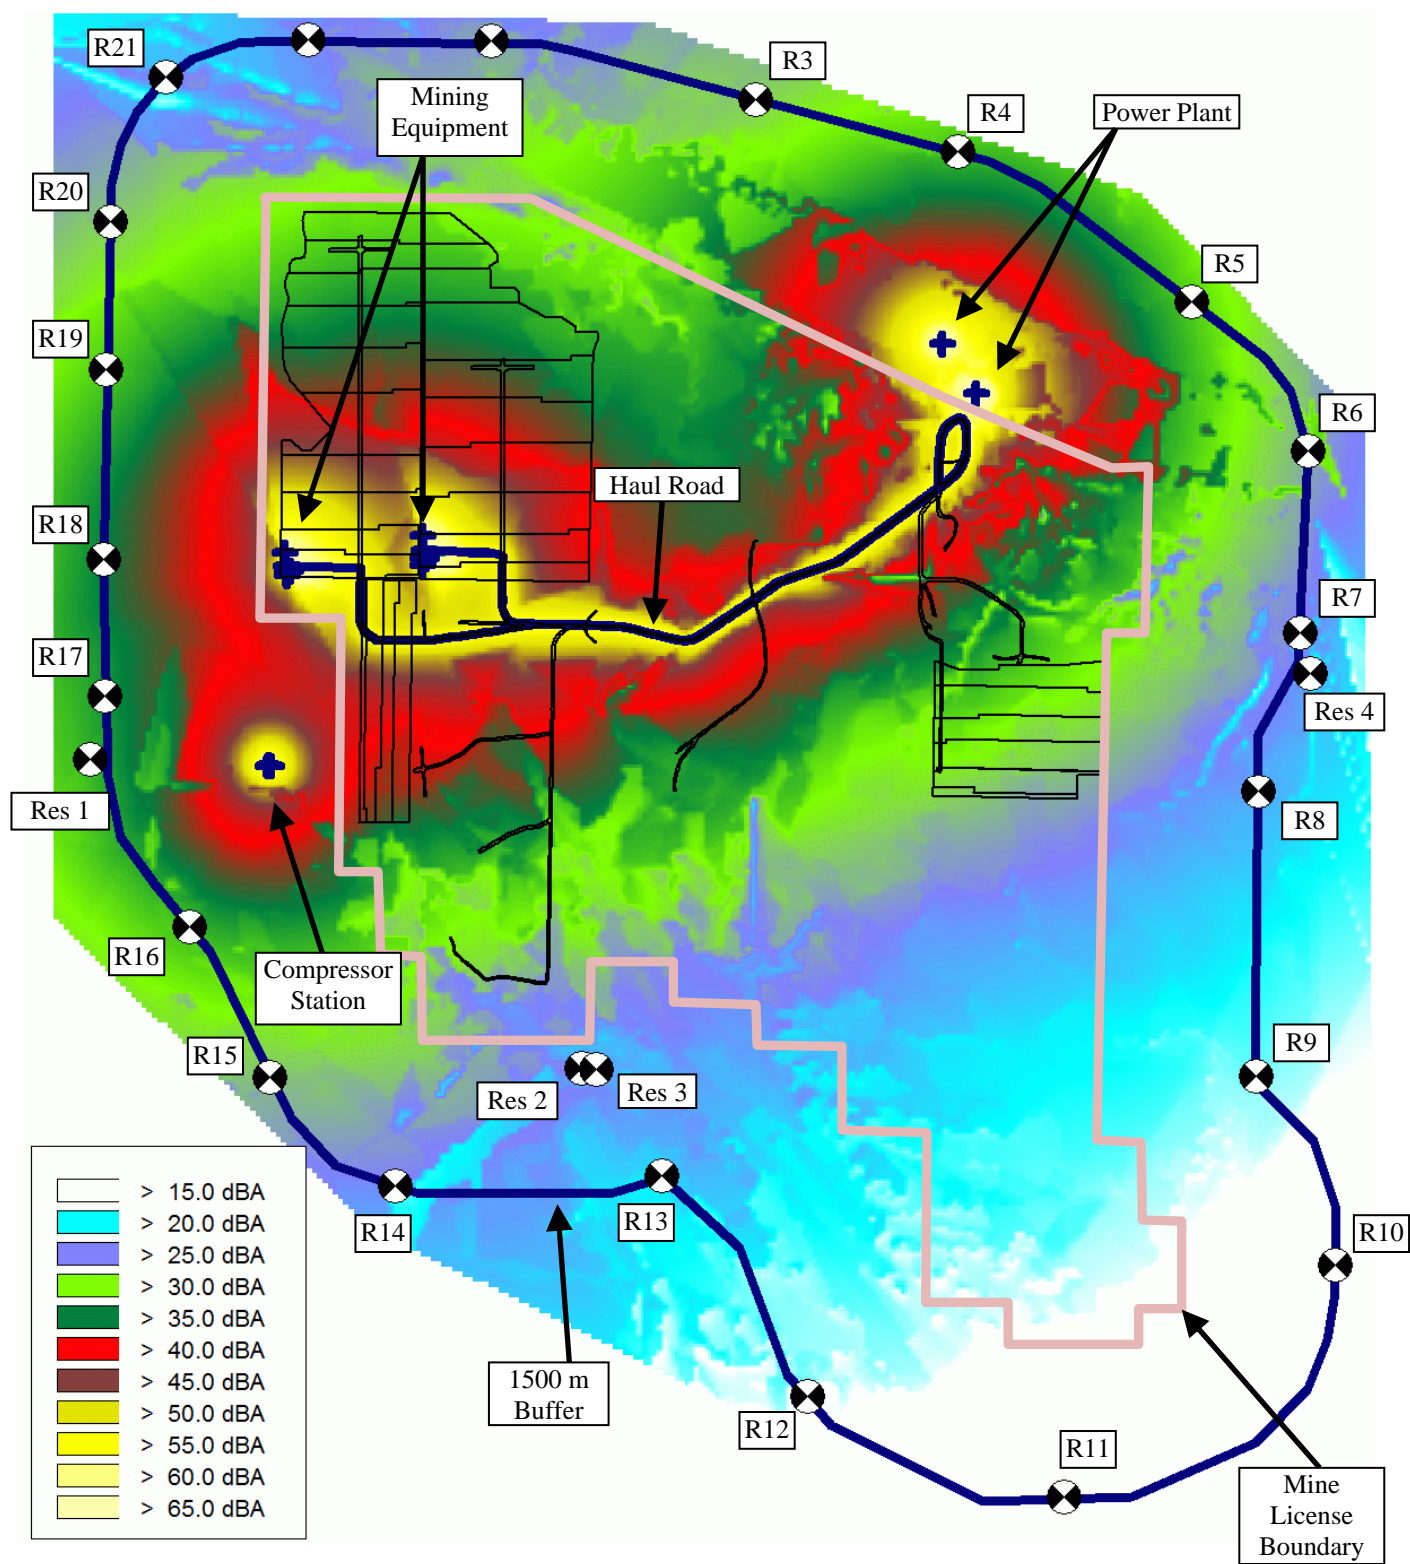 R21
R3
Mining
Equipment
R4
Power Plant
R20
R5
R19
R6
Haul Road
R18
R7
R17
Res 4
Res 1
R8
R16
Compressor
Station
R15
R9
Res 2
Res 3
R14
R13
R10
1500 m
Buffer
R12
R11
Mine
License
Boundary
> 15.0 dBA
> 20.0 dBA
> 25.0 dBA
> 30.0 dBA
> 35.0 dBA
> 40.0 dBA
> 45.0 dBA
> 50.0 dBA
> 55.0 dBA
> 60.0 dBA
> 65.0 dBA